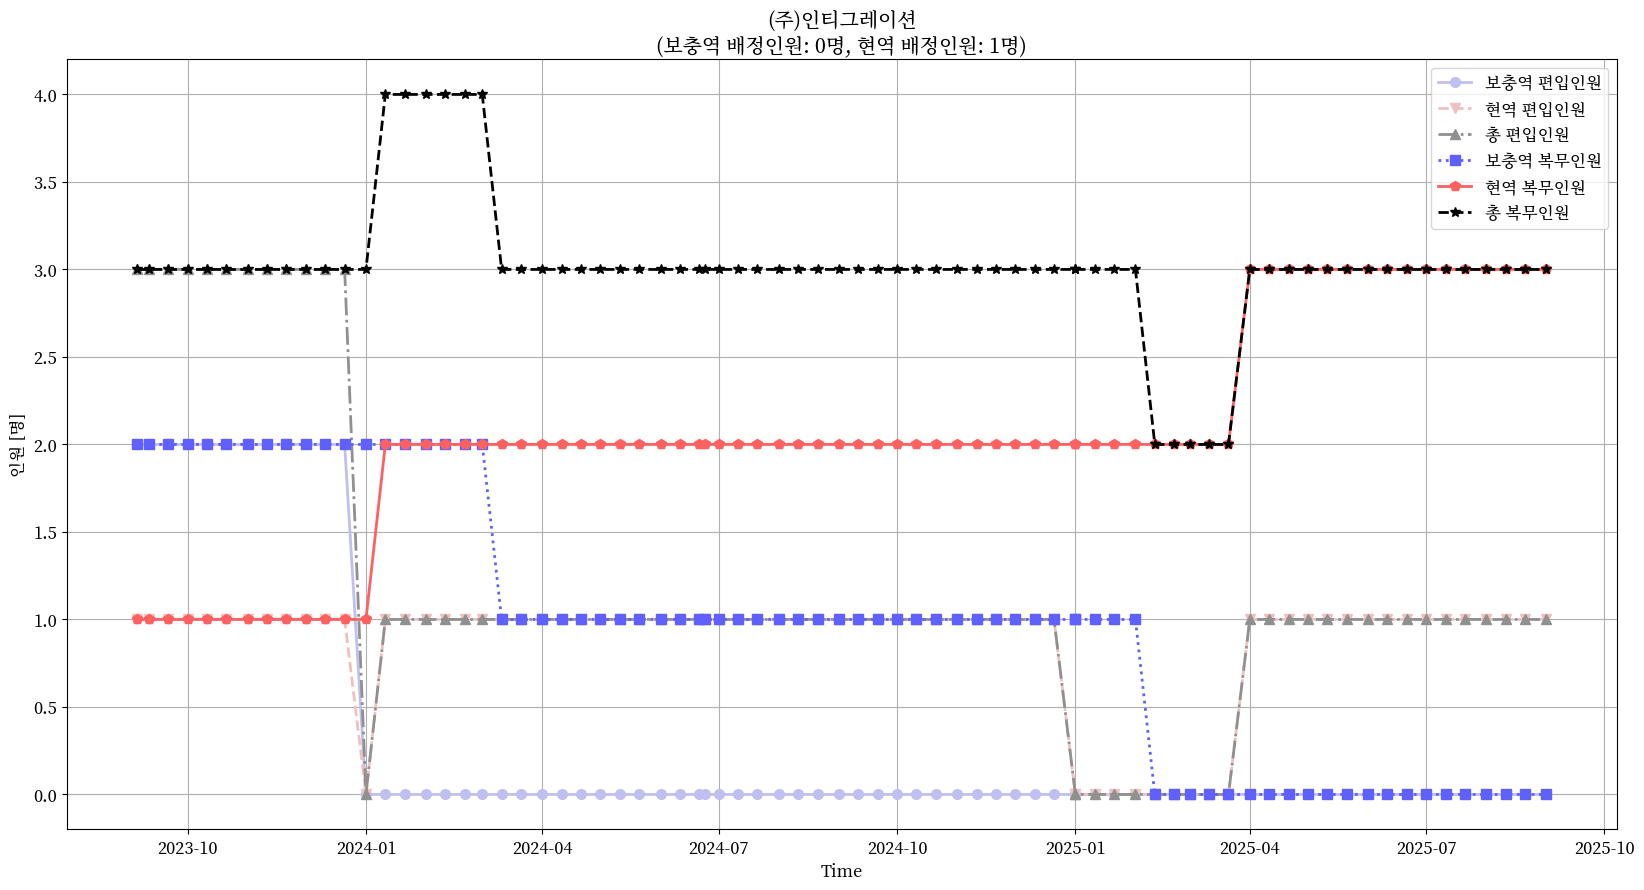 (주)인티그레이션
(보충역 배정인원: 0명, 현역 배정인원: 1명)
보충역 편입인원
현역 편입인원
총 편입인원
보충역 복무인원
현역 복무인원
총 복무인원
인원 [명]
4.0
3.5
3.0
2.5
2.0
1.5
1.0
0.5
0.0
2023-10 2024-01 2024-04 2024-07 2024-10 2025-01 2025-04 2025-07 2025-10
Time